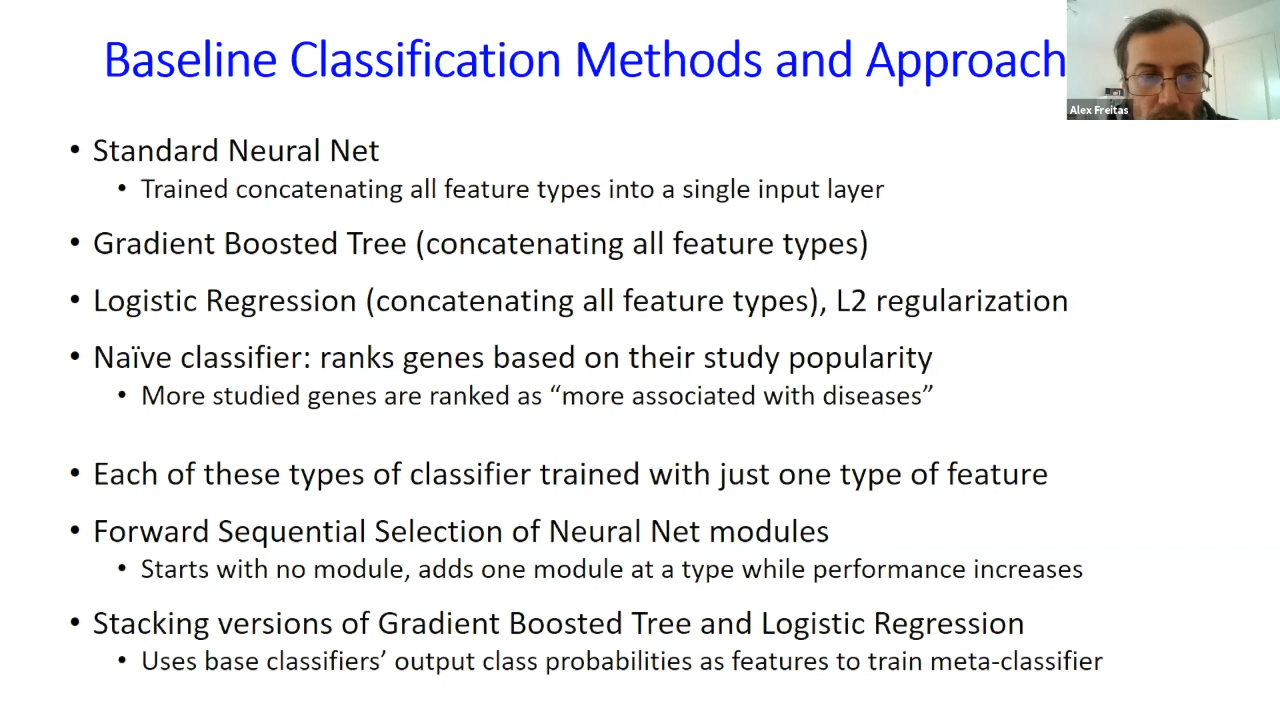 Baseline Classification Methods and Approach
Alex Freitas
• Standard Neural Net
• Trained concatenating all feature types into a single input layer
• Gradient Boosted Tree (concatenating all feature types)
• Logistic Regression (concatenating all feature types), L2 regularization
• Naïve classifier: ranks genes based on their study popularity
• More studied genes are ranked as “more associated with diseases”
• Each of these types of classifier trained with just one type of feature
• Forward Sequential Selection of Neural Net modules
• Starts with no module, adds one module at a type while performance increases
• Stacking versions of Gradient Boosted Tree and Logistic Regression
• Uses base classifiers’ output class probabilities as features to train meta-classifier